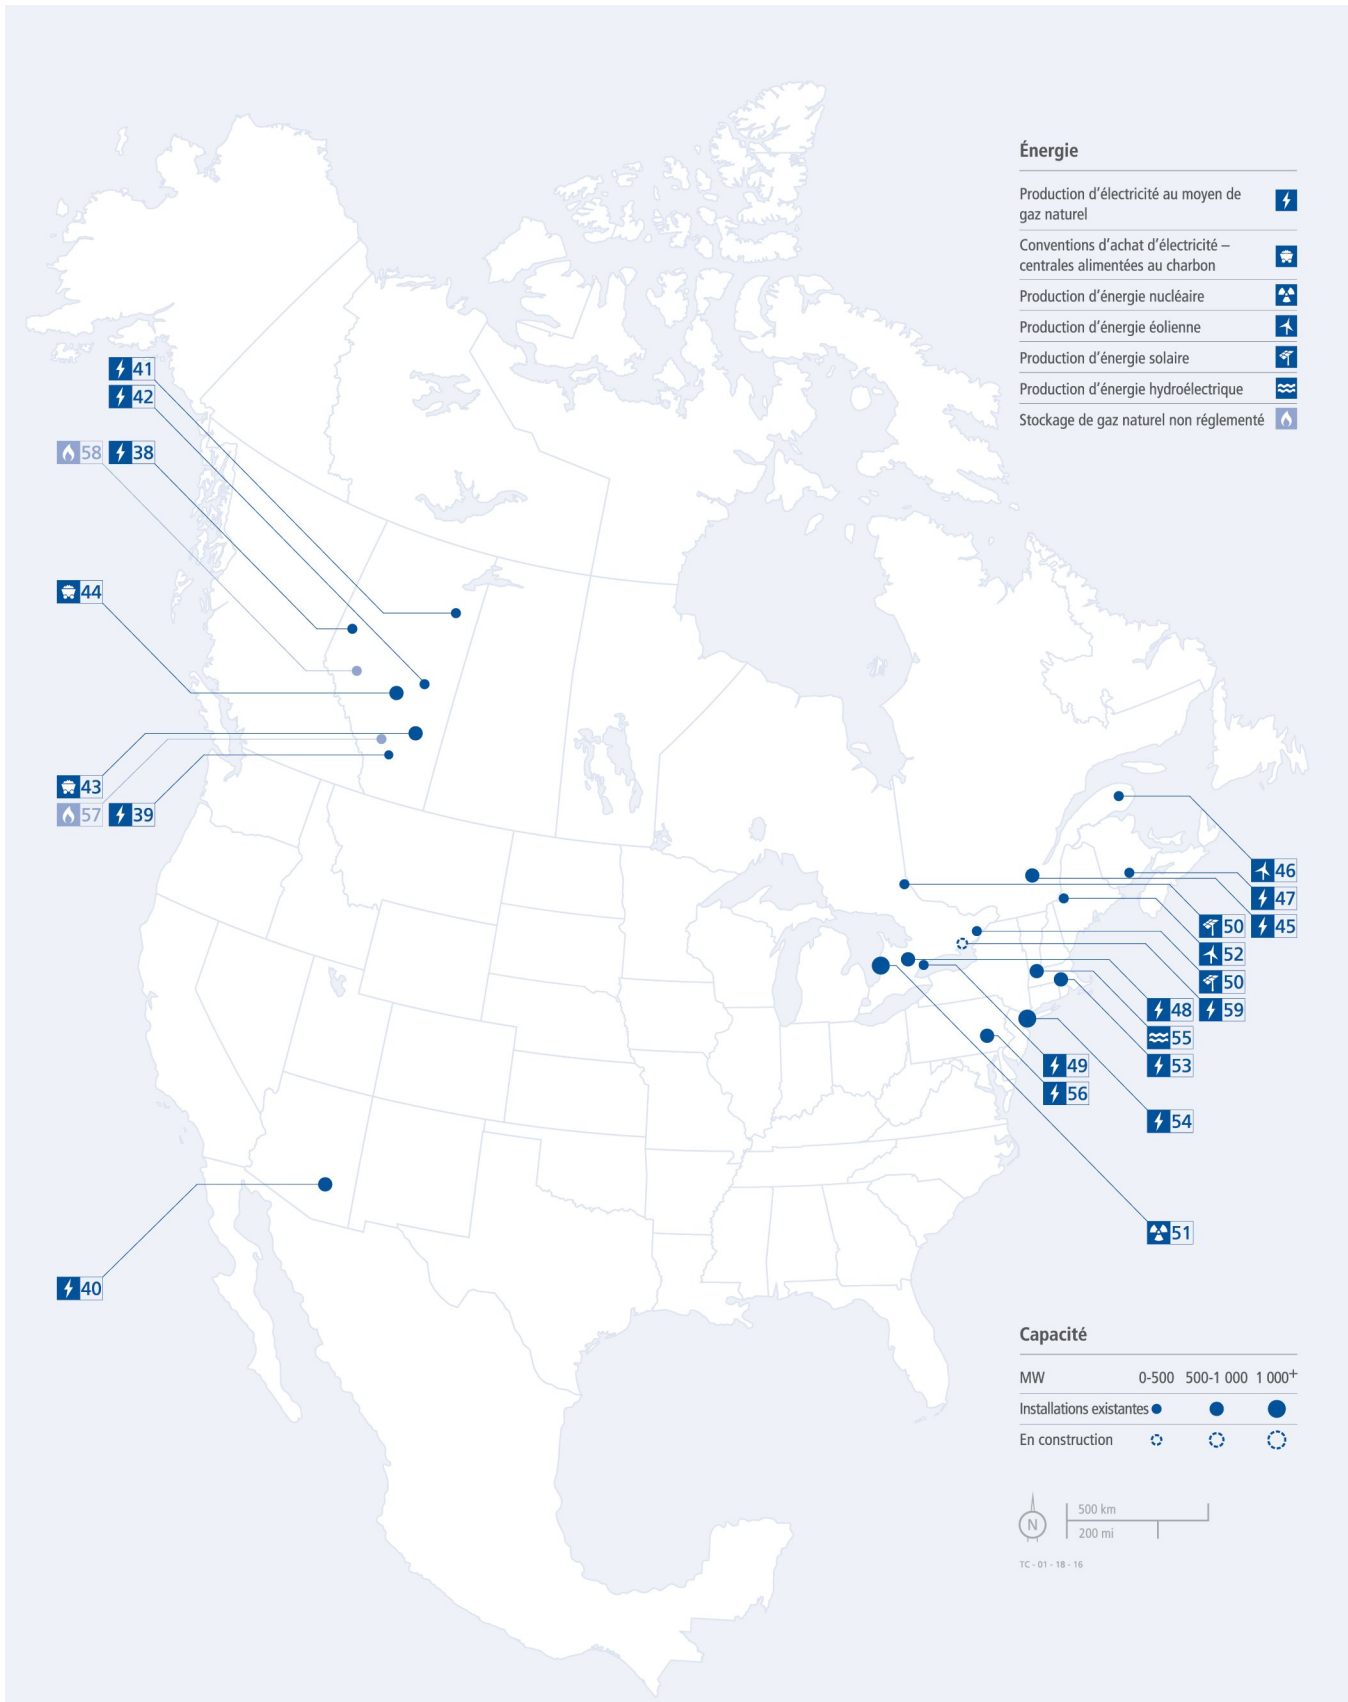 Énergie
Production d'électricité au moyen de
gaz naturel
Conventions d'achat d'électricité –
centrales alimentées au charbon
Production d'énergie nucléaire
Production d'énergie éolienne
Production d'énergie solaire
Production d'énergie hydroélectrique
Stockage de gaz naturel non réglementé
41
42
58 38
44
43
57 39
40
46
47
50 45
52
50
48 59
55
49 53
56
54
51
Capacité
MW 0-500 500-1 000 1 000+
Installations existantes
En construction
500 km
N
200 mi
TC - 01 - 18 - 16